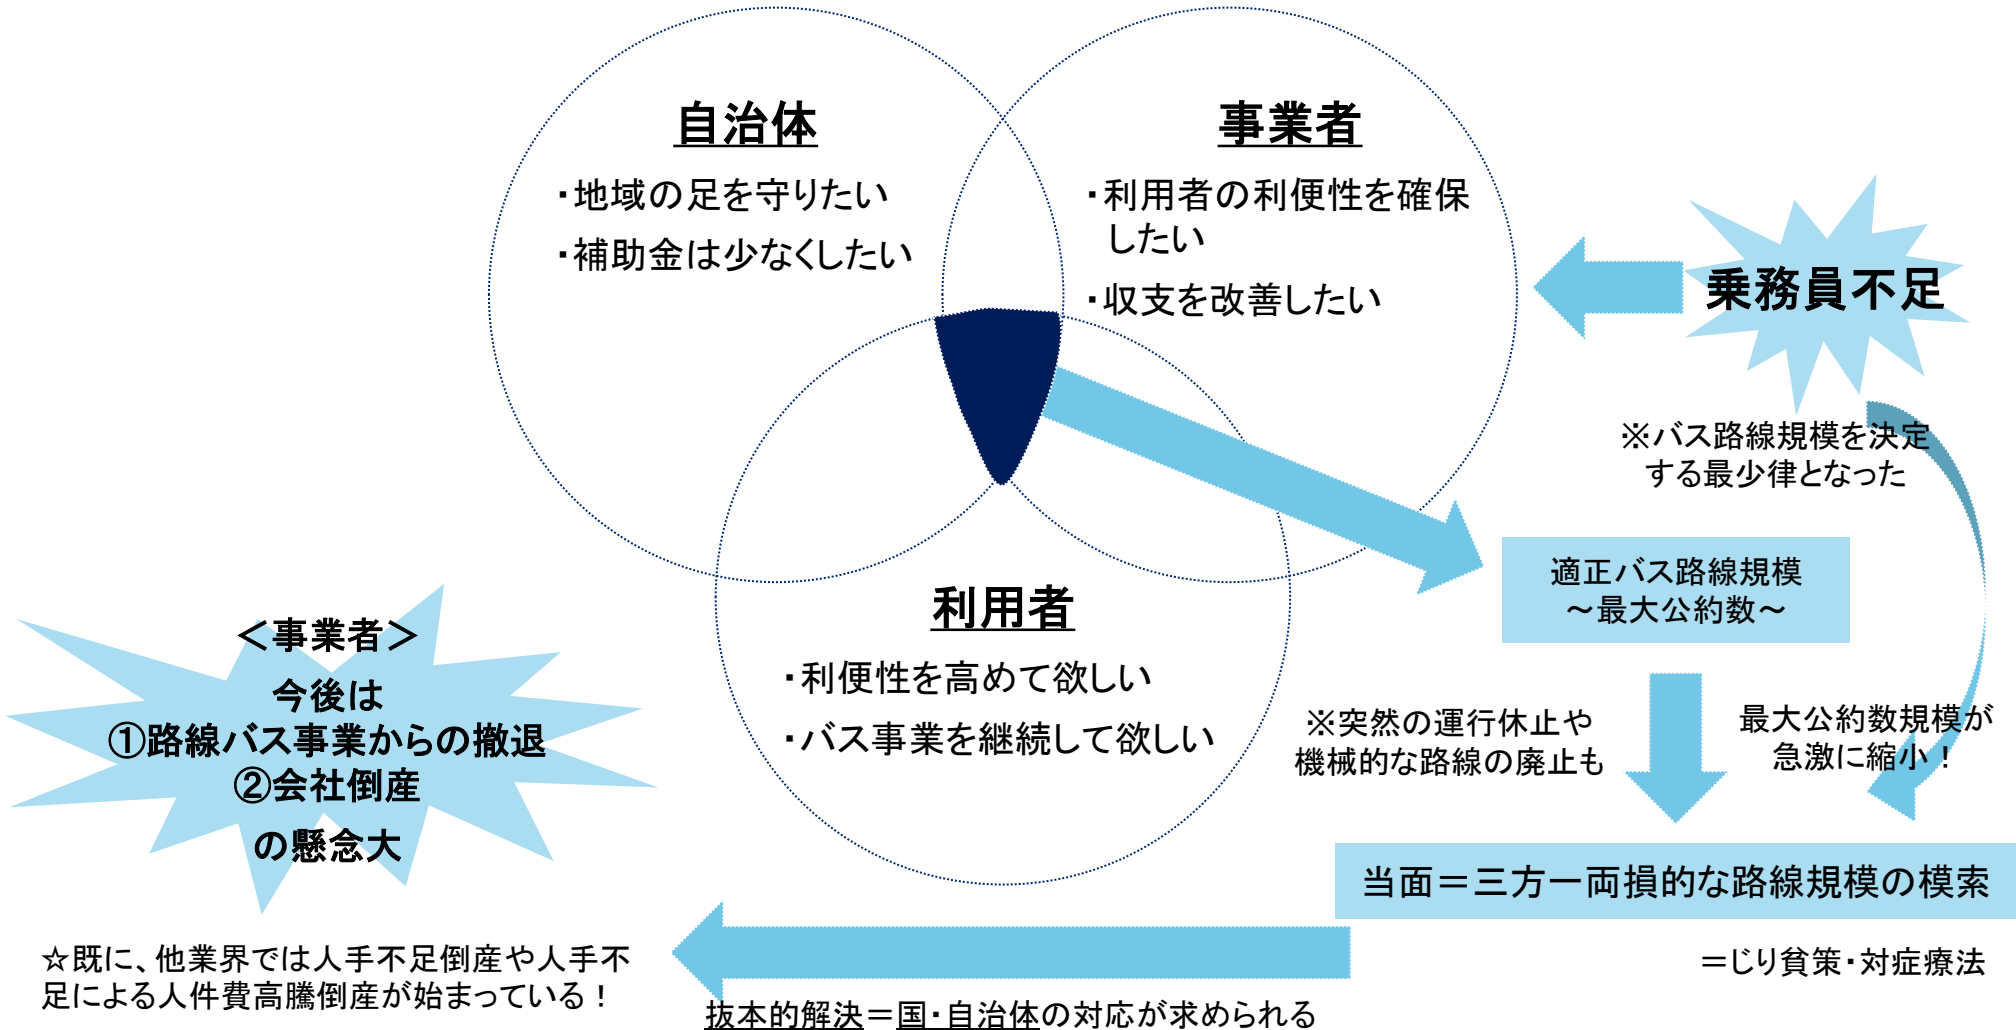 自治体
・地域の足を守りたい
・補助金は少なくしたい
事業者
・利用者の利便性を確保
したい
・収支を改善したい
乗務員不足
※バス路線規模を決定
する最少律となった
適正バス路線規模
～最大公約数～
利用者
・利便性を高めて欲しい
・バス事業を継続して欲しい
※突然の運行休止や
機械的な路線の廃止も
最大公約数規模が
急激に縮小！
＜事業者＞
今後は
①路線バス事業からの撤退
②会社倒産
の懸念大
当面＝三方一両損的な路線規模の模索
＝じり貧策・対症療法
☆既に、他業界では人手不足倒産や人手不
足による人件費高騰倒産が始まっている！
抜本的解決＝国・自治体の対応が求められる